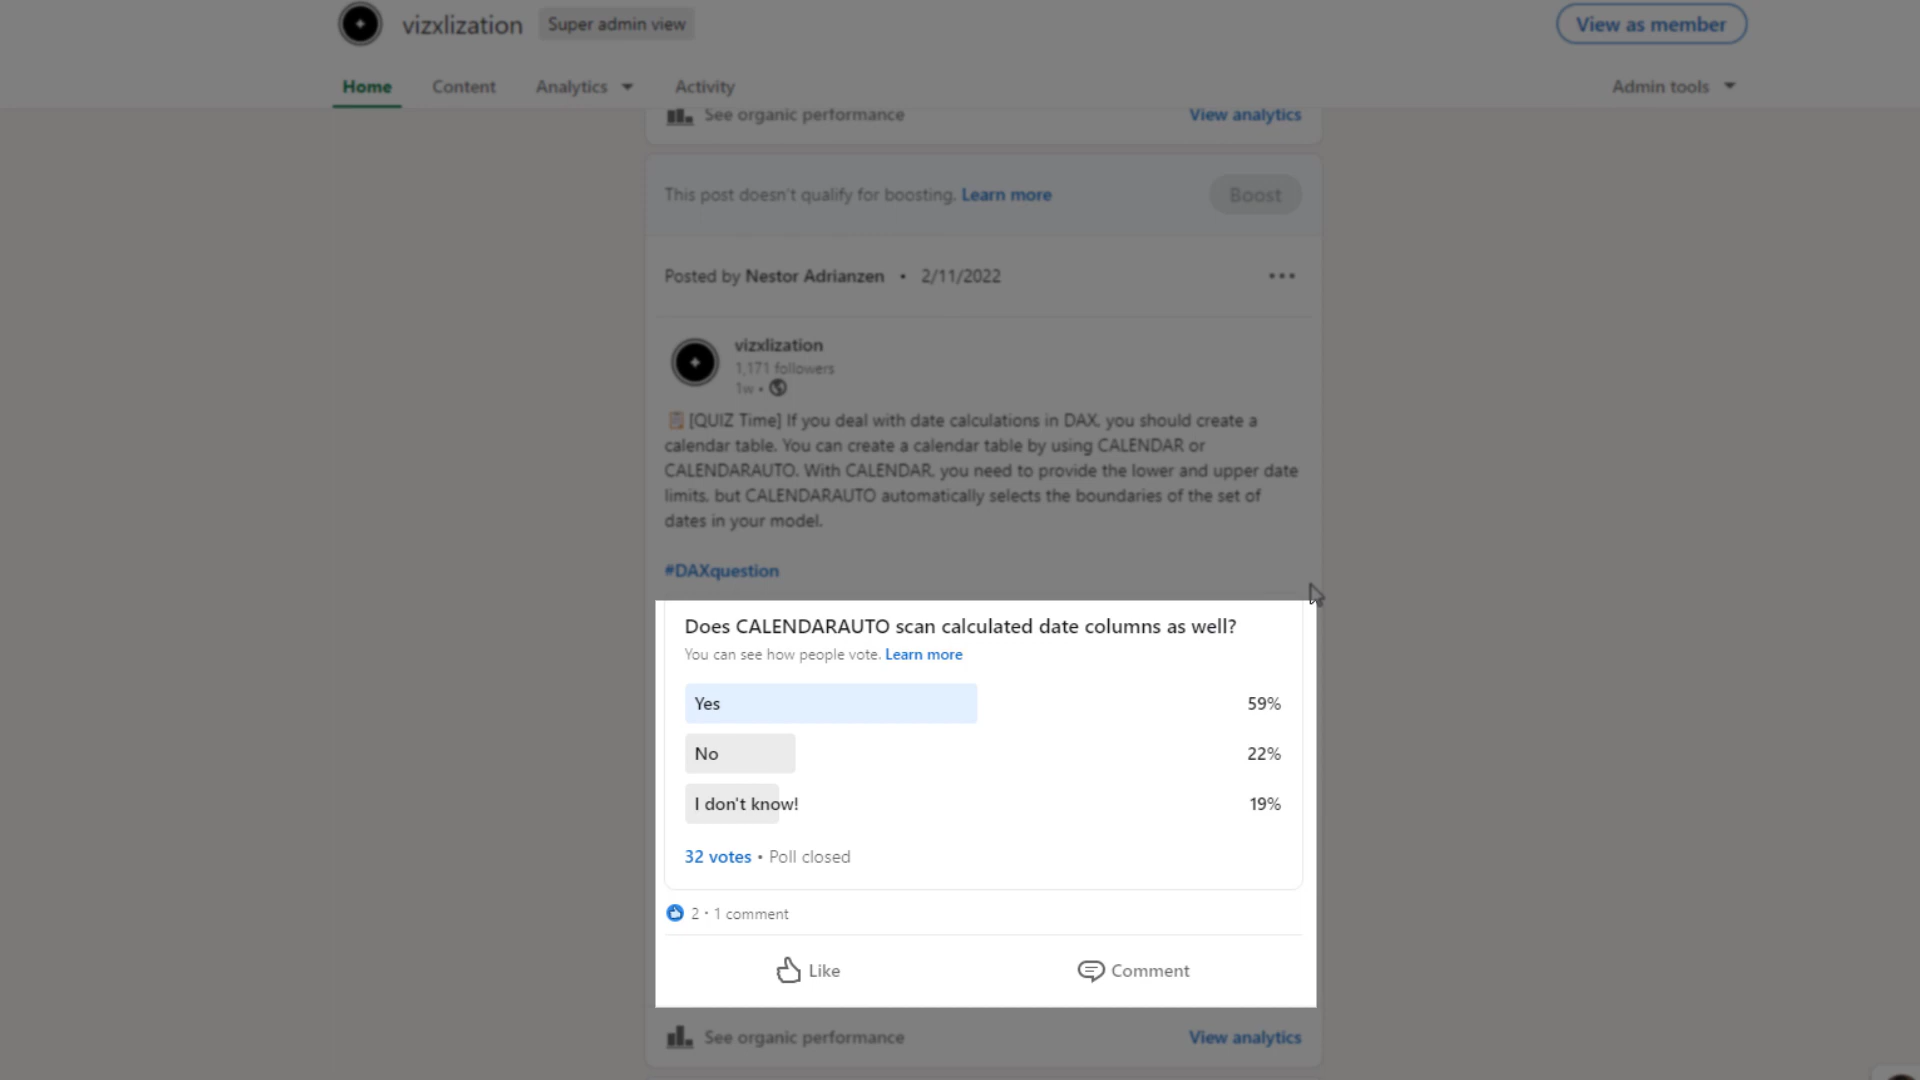 vizxlization Super admin view View as member
Home Content Analytics Activity Admin tools
See organic performance View analytics
This post doesn't qualify for boosting. Learn more Boost
Posted by Nestor Adrianzen • 2/11/2022
vizxlization
1,171 followers
1w •
[QUIZ Time] If you deal with date calculations in DAX, you should create a
calendar table. You can create a calendar table by using CALENDAR or
CALENDARAUTO. With CALENDAR, you need to provide the lower and upper date
limits, but CALENDARAUTO automatically selects the boundaries of the set of
dates in your model.
#DAXquestion
Does CALENDARAUTO scan calculated date columns as well?
You can see how people vote. Learn more
Yes 59%
No 22%
I don't know! 19%
32 votes • Poll closed
2 • 1 comment
Like Comment
See organic performance View analytics